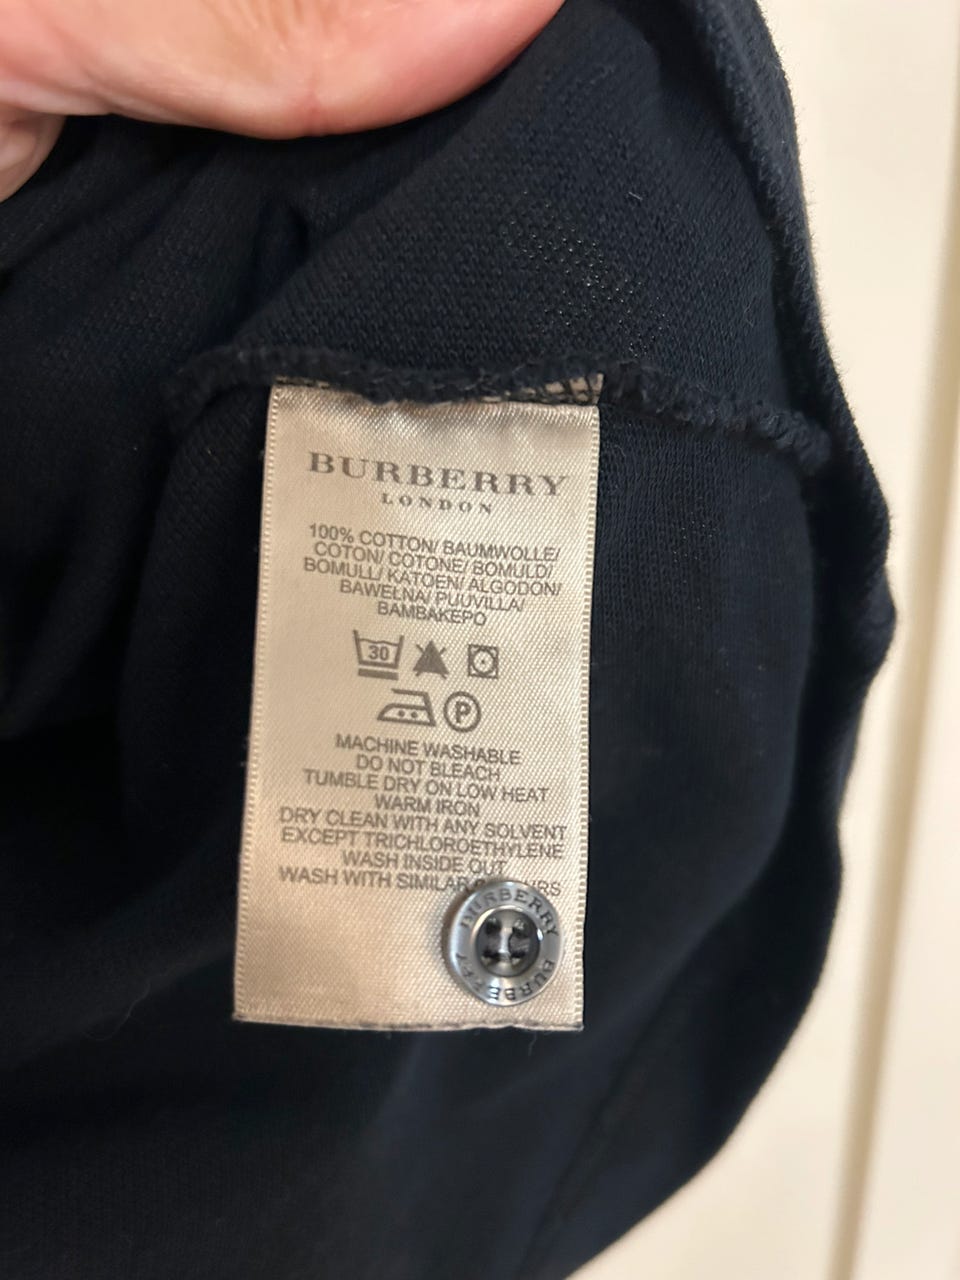 BURBERRY
LONDON
100% COTTON/ BAUMWOLLE/
COTON/ COTONE/ BOMULD/
BOMULL/ KATOEN/ ALGODON/
BAWEŁNA/ PUUVILLA/
BAMBAKEPO
30
P
MACHINE WASHABLE
DO NOT BLEACH
TUMBLE DRY ON LOW HEAT
WARM IRON
DRY CLEAN WITH ANY SOLVENT
EXCEPT TRICHLOROETHYLENE
WASH INSIDE OUT
WASH WITH SIMILAR
BURBERRY
BURBERRY